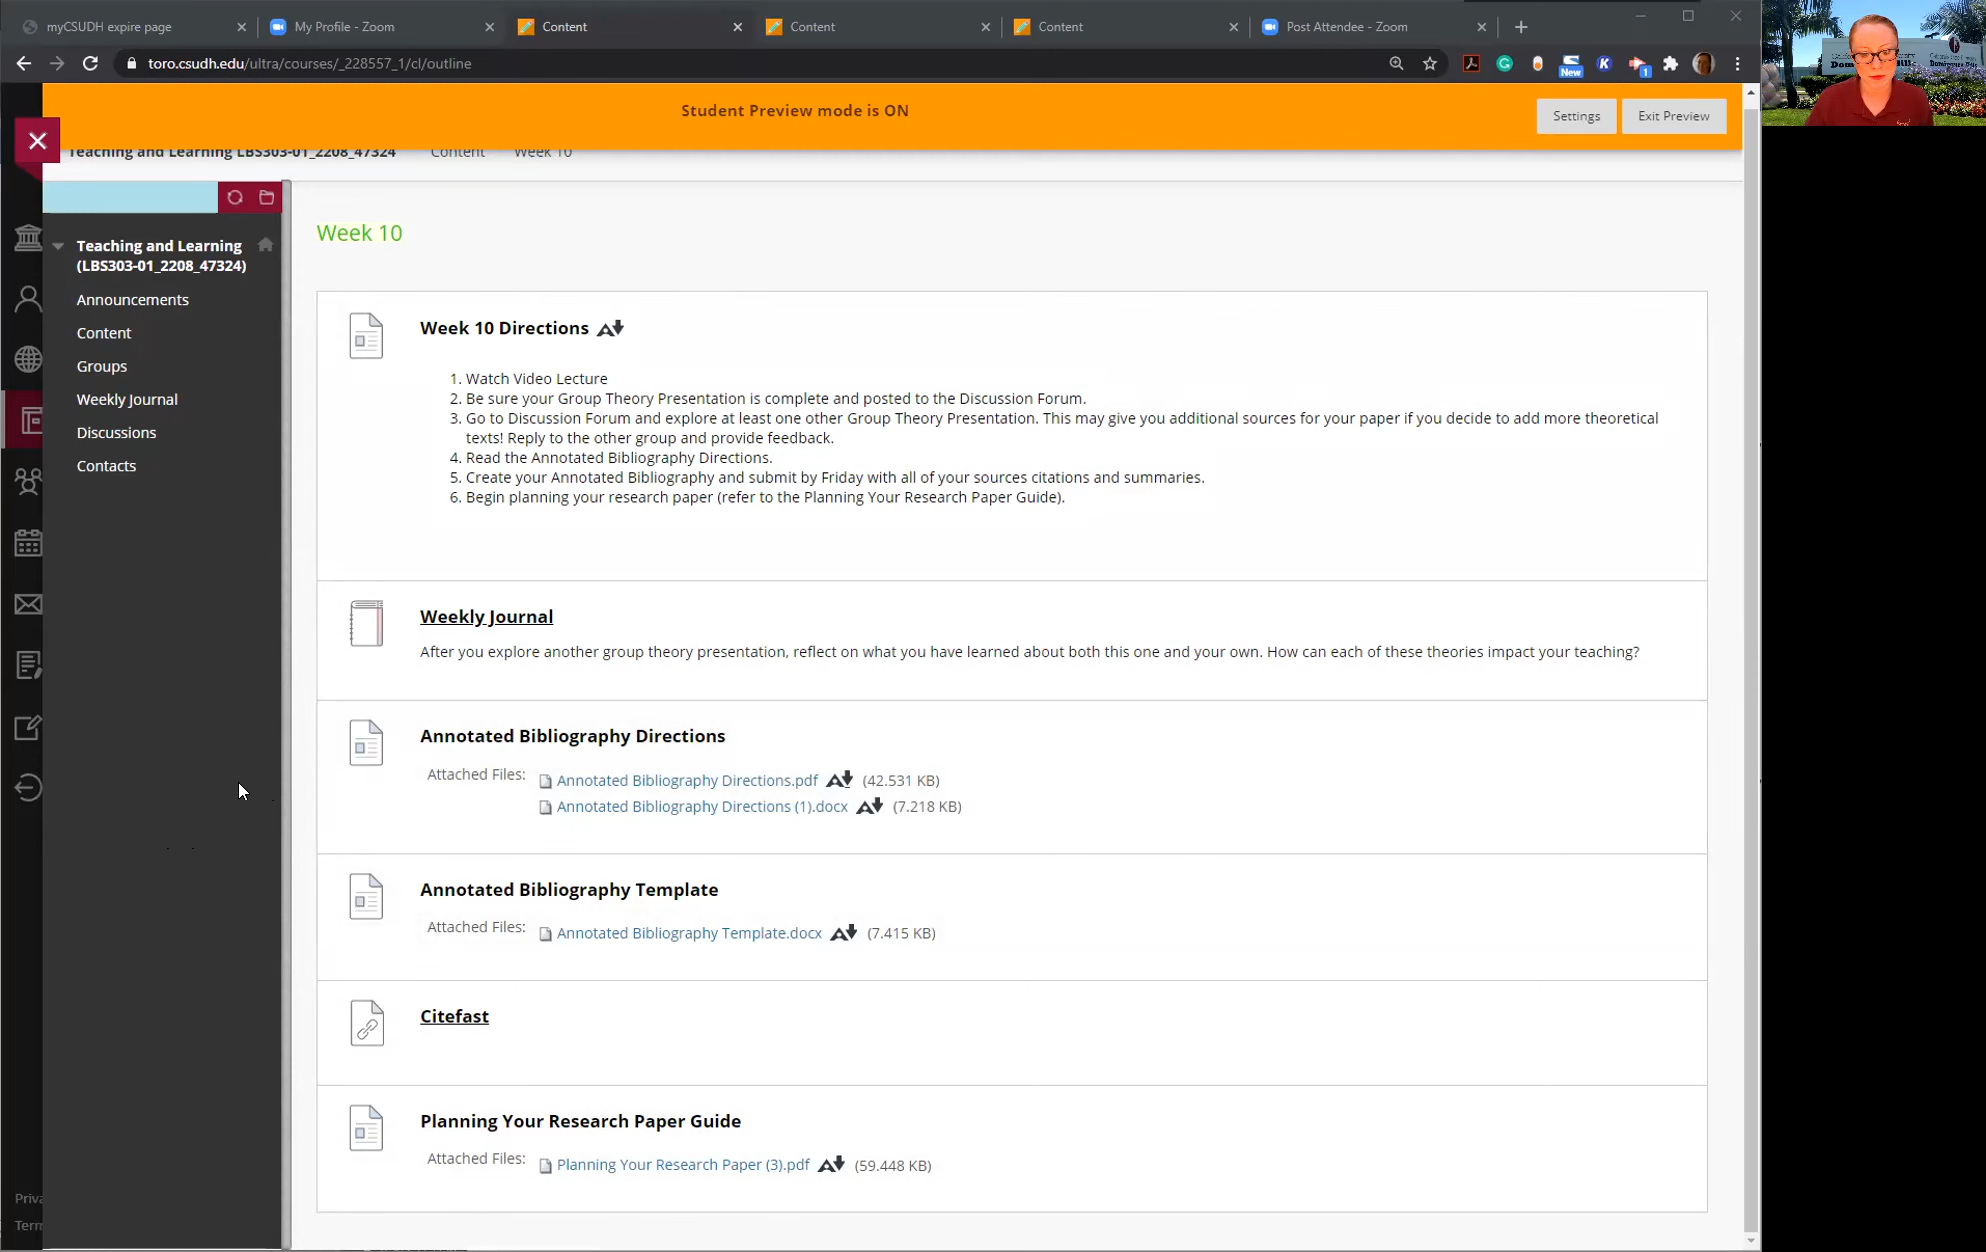 myCSUDH expire page
My Profile - Zoom
Content
Content
Content
Post Attendee - Zoom
toro.csudh.edu/ultra/courses/_228557_1/cl/outline
New
K
1
Student Preview mode is ON
Settings
Exit Preview
Teaching and Learning LBS303-01_2208_47324
Content
Week 10
Teaching and Learning
(LBS303-01_2208_47324)
Announcements
Content
Groups
Weekly Journal
Discussions
Contacts
Week 10
Week 10 Directions
1. Watch Video Lecture
2. Be sure your Group Theory Presentation is complete and posted to the Discussion Forum.
3. Go to Discussion Forum and explore at least one other Group Theory Presentation. This may give you additional sources for your paper if you decide to add more theoretical
texts! Reply to the other group and provide feedback.
4. Read the Annotated Bibliography Directions.
5. Create your Annotated Bibliography and submit by Friday with all of your sources citations and summaries.
6. Begin planning your research paper (refer to the Planning Your Research Paper Guide).
Weekly Journal
After you explore another group theory presentation, reflect on what you have learned about both this one and your own. How can each of these theories impact your teaching?
Annotated Bibliography Directions
Attached Files: Annotated Bibliography Directions.pdf (42.531 KB)
Annotated Bibliography Directions (1).docx (7.218 KB)
Annotated Bibliography Template
Attached Files: Annotated Bibliography Template.docx (7.415 KB)
Citefast
Planning Your Research Paper Guide
Attached Files: Planning Your Research Paper (3).pdf (59.448 KB)
Priva
Term